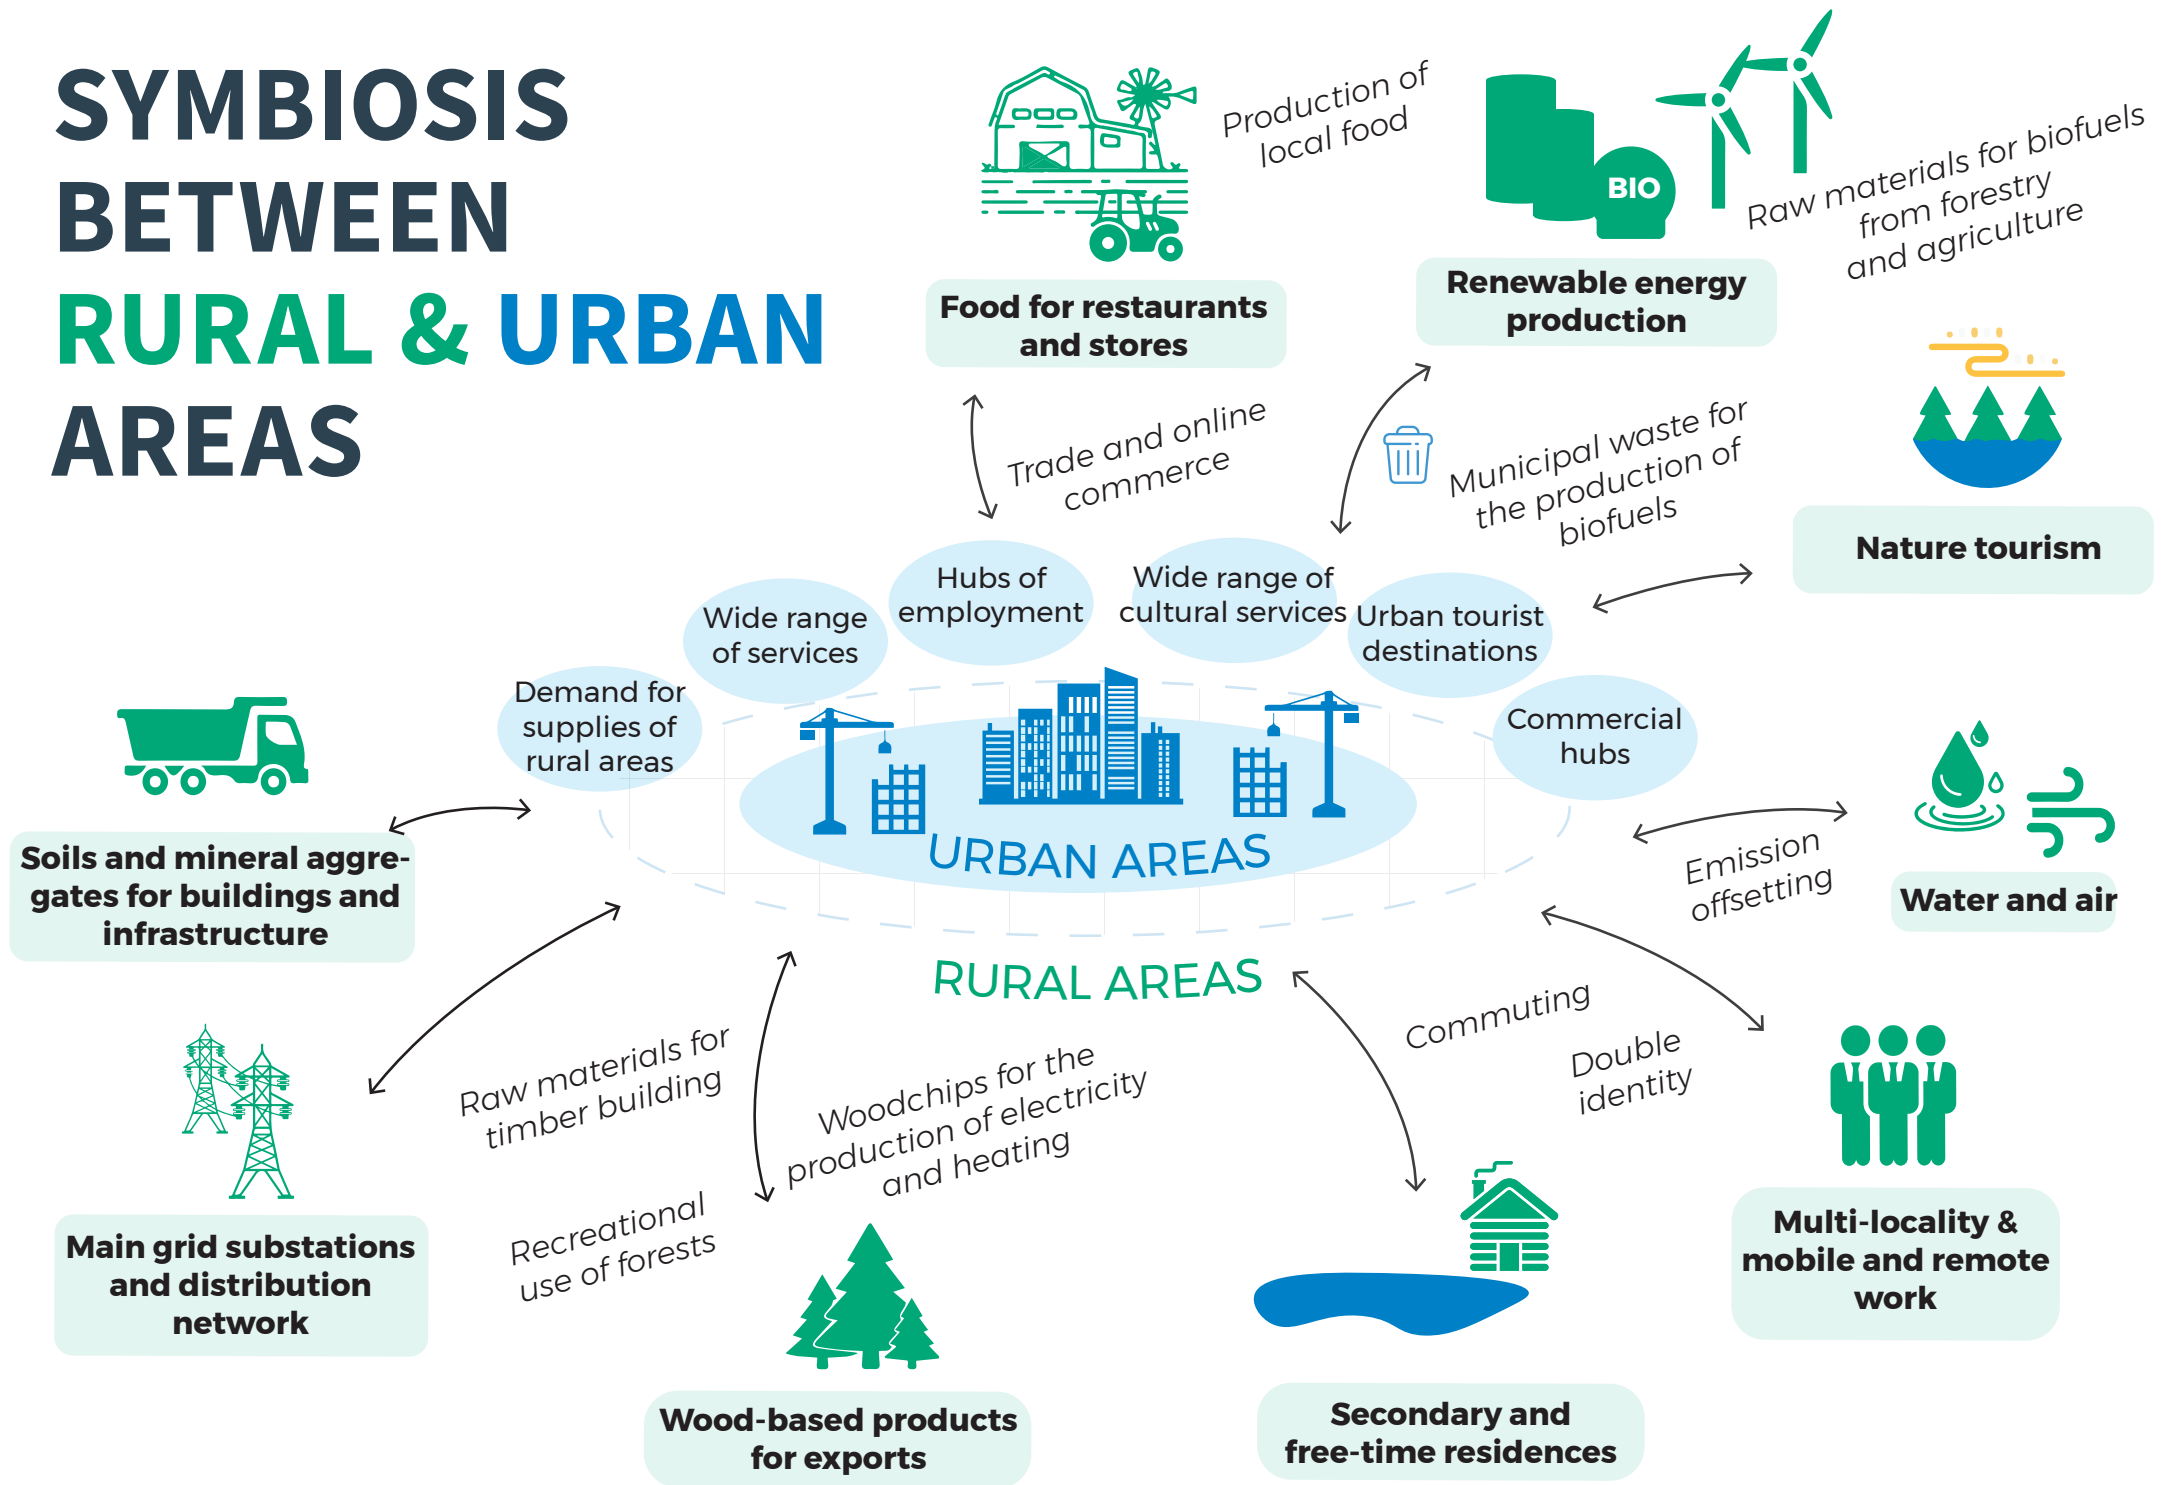 SYMBIOSIS
BETWEEN
RURAL & URBAN
AREAS
Production of
local food
BIO
Raw materials for biofuels
from forestry
and agriculture
Food for restaurants
and stores
Renewable energy
production
Trade and online
commerce
Municipal waste for
the production of
biofuels
Nature tourism
Demand for
supplies of
rural areas
Wide range
of services
Hubs of
employment
Wide range of
cultural services
Urban tourist
destinations
Commercial
hubs
URBAN AREAS
RURAL AREAS
Soils and mineral aggre-
gates for buildings and
infrastructure
Emission
offsetting
Water and air
Main grid substations
and distribution
network
Raw materials for
timber building
Recreational
use of forests
Woodchips for the
production of electricity
and heating
Commuting
Double
identity
Multi-locality &
mobile and remote
work
Wood-based products
for exports
Secondary and
free-time residences